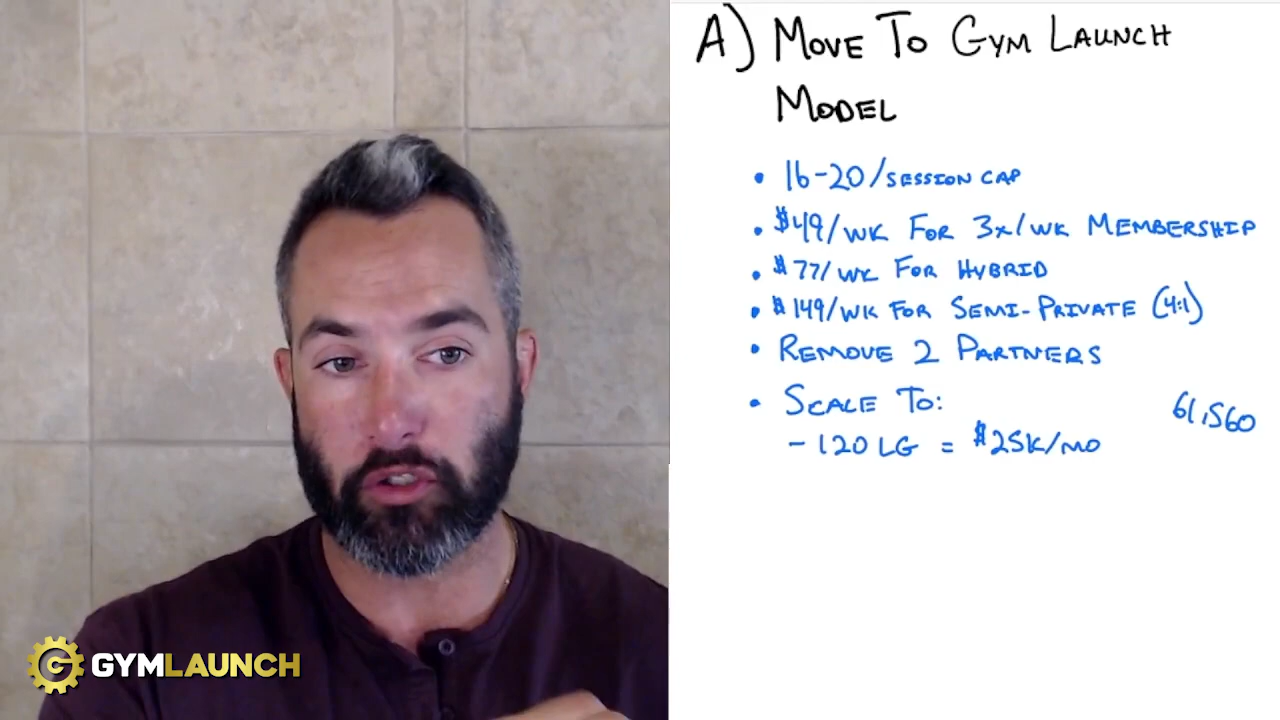 A) MOVE TO GYM LAUNCH
MODEL
• 16-20/SESSION CAP
• $49/WK FOR 3x/WK MEMBERSHIP
• $77/WK FOR HYBRID
• $149/WK FOR SEMI-PRIVATE (4:1)
• REMOVE 2 PARTNERS
• SCALE TO:
61,560
- 120 LG = $25K/MO
GYMLAUNCH